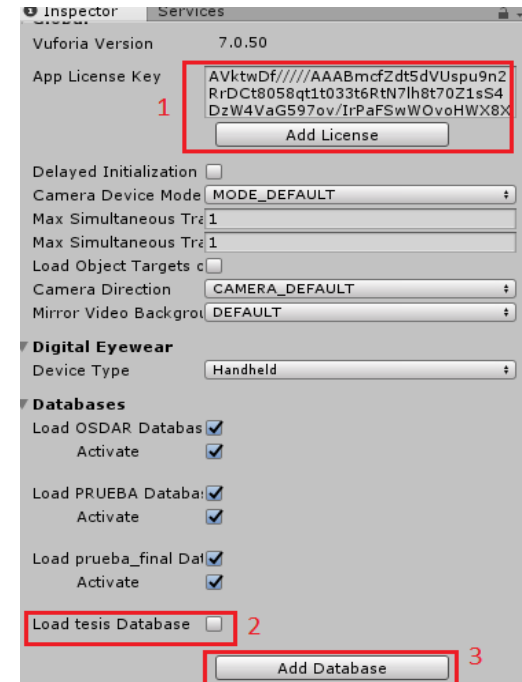 Inspector Services
Global
Vuforia Version 7.0.50
App License Key AVktwDf/////AAABmcfZdt5dVUspu9n2
1 RrDCt8058qt1t033t6RtN7lh8t70Z1sS4
DzW4VaG597ov/IrPaFSwWOvoHWX8X
Add License
Delayed Initialization
Camera Device Mode MODE_DEFAULT
Max Simultaneous Tra 1
Max Simultaneous Tra 1
Load Object Targets c
Camera Direction CAMERA_DEFAULT
Mirror Video Backgrou DEFAULT
Digital Eyewear
Device Type Handheld
Databases
Load OSDAR Databas
Activate
Load PRUEBA Databa
Activate
Load prueba_final Dat
Activate
Load tesis Database 2
Add Database 3